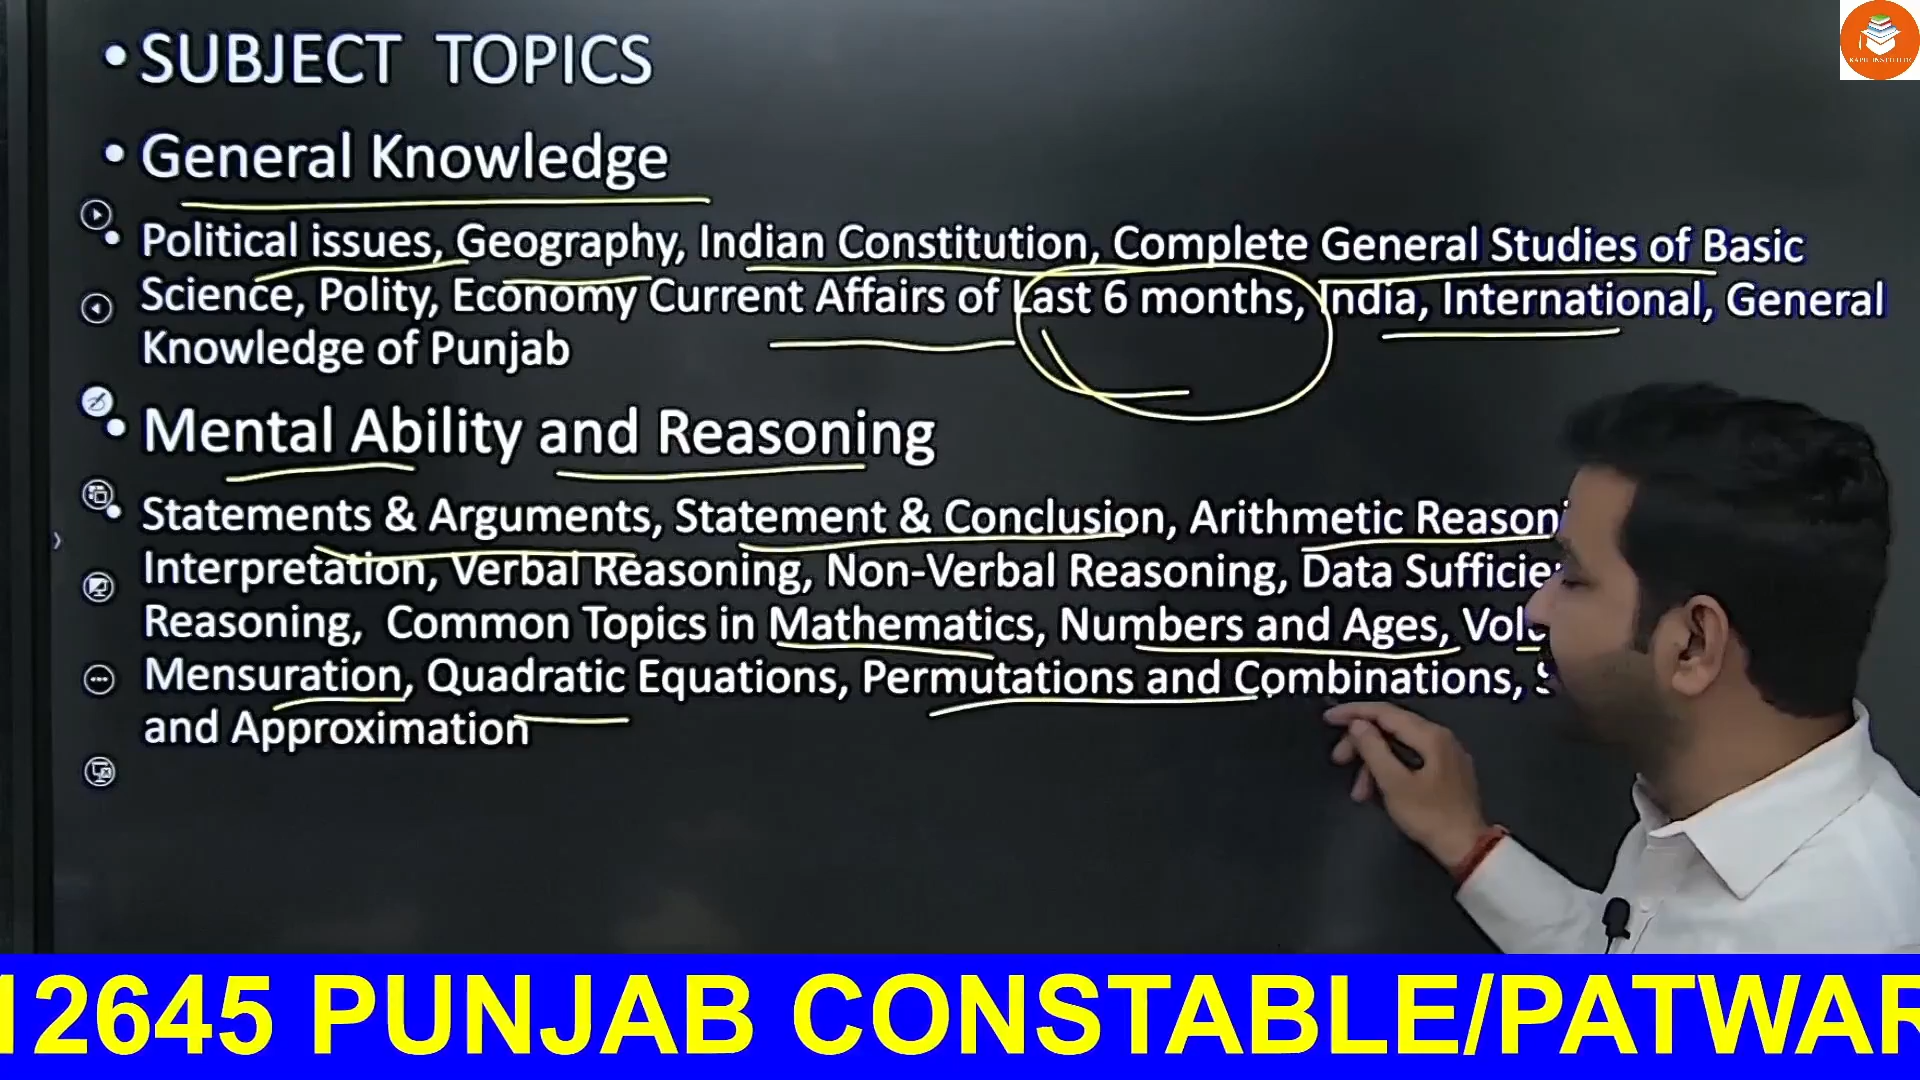 SUBJECT TOPICS
General Knowledge
Political issues, Geography, Indian Constitution, Complete General Studies of Basic
Science, Polity, Economy Current Affairs of Last 6 months, India, International, General
Knowledge of Punjab
Mental Ability and Reasoning
Statements & Arguments, Statement & Conclusion, Arithmetic
Interpretation, Verbal Reasoning, Non-Verbal Reasoning, Data
Reasoning, Common Topics in Mathematics, Numbers and Ages,
Mensuration, Quadratic Equations, Permutations and Combinations,
and Approximation
12645 PUNJAB CONSTABLE/PATWAR